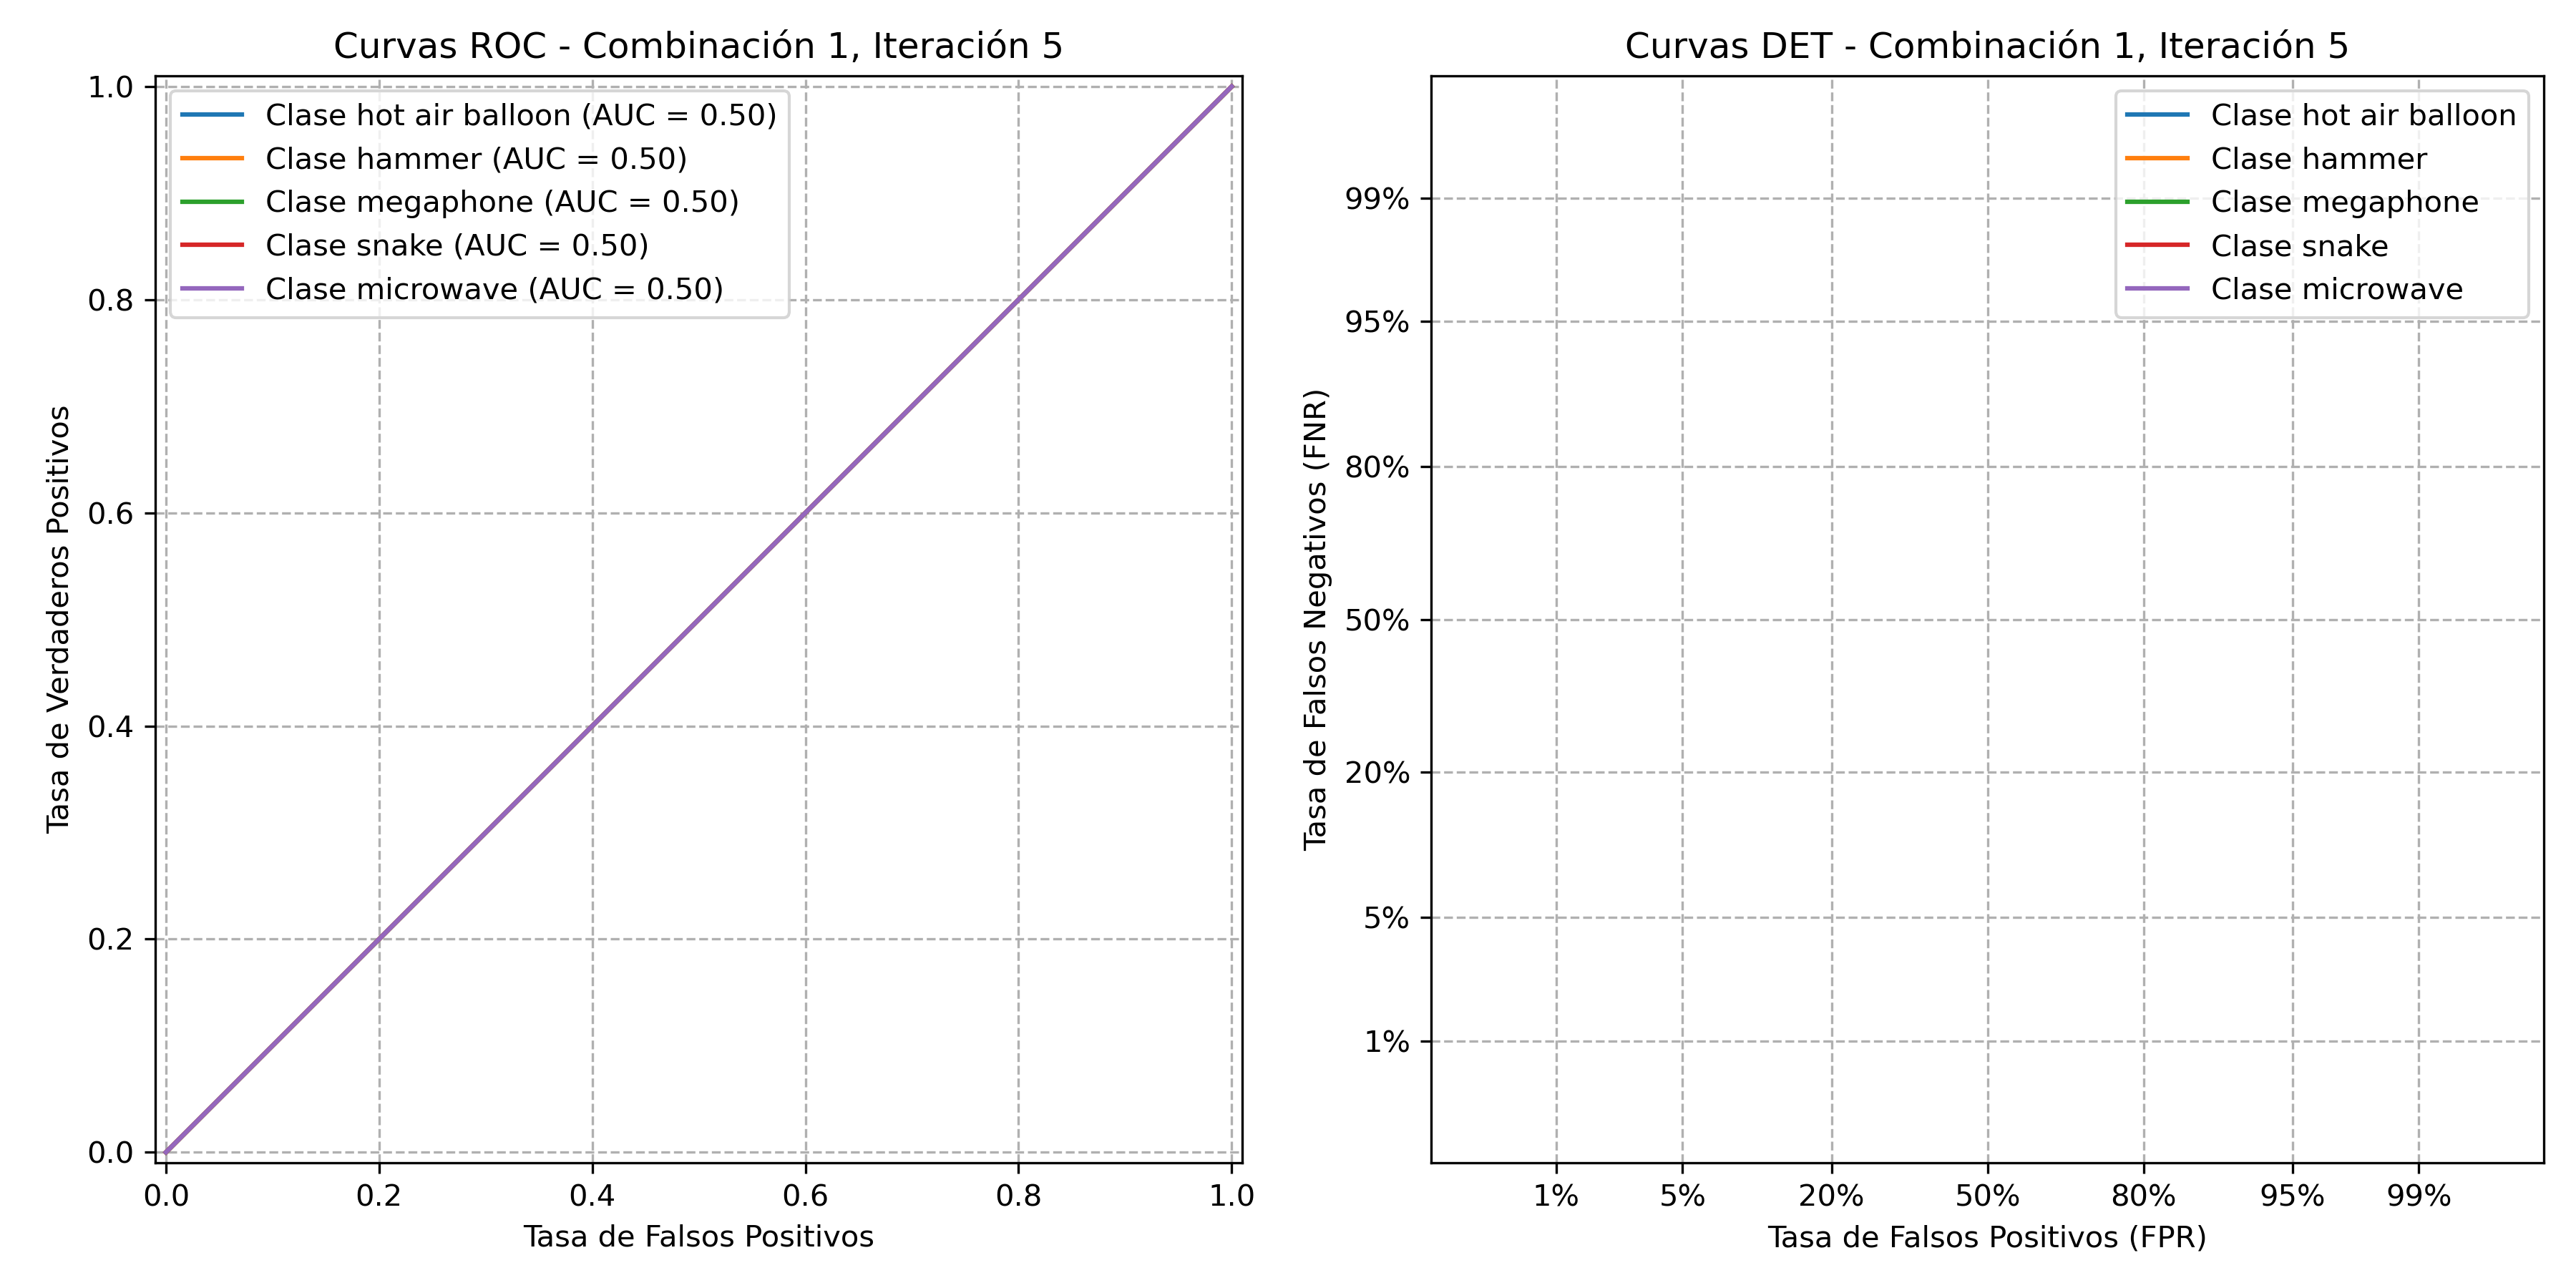 Curvas ROC - Combinación 1, Iteración 5
Clase hot air balloon (AUC = 0.50)
Clase hammer (AUC = 0.50)
Clase megaphone (AUC = 0.50)
Clase snake (AUC = 0.50)
Clase microwave (AUC = 0.50)
Tasa de Verdaderos Positivos
1.0
0.8
0.6
0.4
0.2
0.0
0.0 0.2 0.4 0.6 0.8 1.0
Tasa de Falsos Positivos
Curvas DET - Combinación 1, Iteración 5
Clase hot air balloon
Clase hammer
Clase megaphone
Clase snake
Clase microwave
Tasa de Falsos Negativos (FNR)
99%
95%
80%
50%
20%
5%
1%
1% 5% 20% 50% 80% 95% 99%
Tasa de Falsos Positivos (FPR)